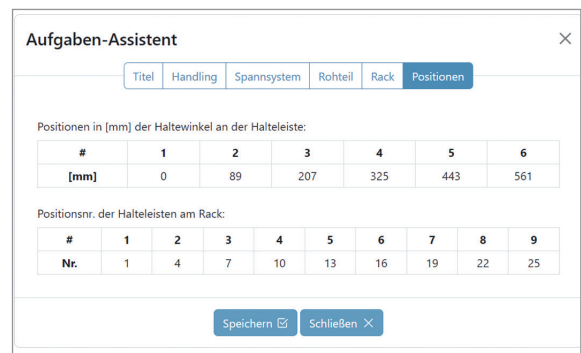 Aufgaben-Assistent
Titel Handling Spannsystem Rohteil Rack Positionen
Positionen in [mm] der Haltewinkel an der Halteleiste:
# 1 2 3 4 5 6
[mm] 0 89 207 325 443 561
Positionsnr. der Halteleisten am Rack:
# 1 2 3 4 5 6 7 8 9
Nr. 1 4 7 10 13 16 19 22 25
Speichern Schließen